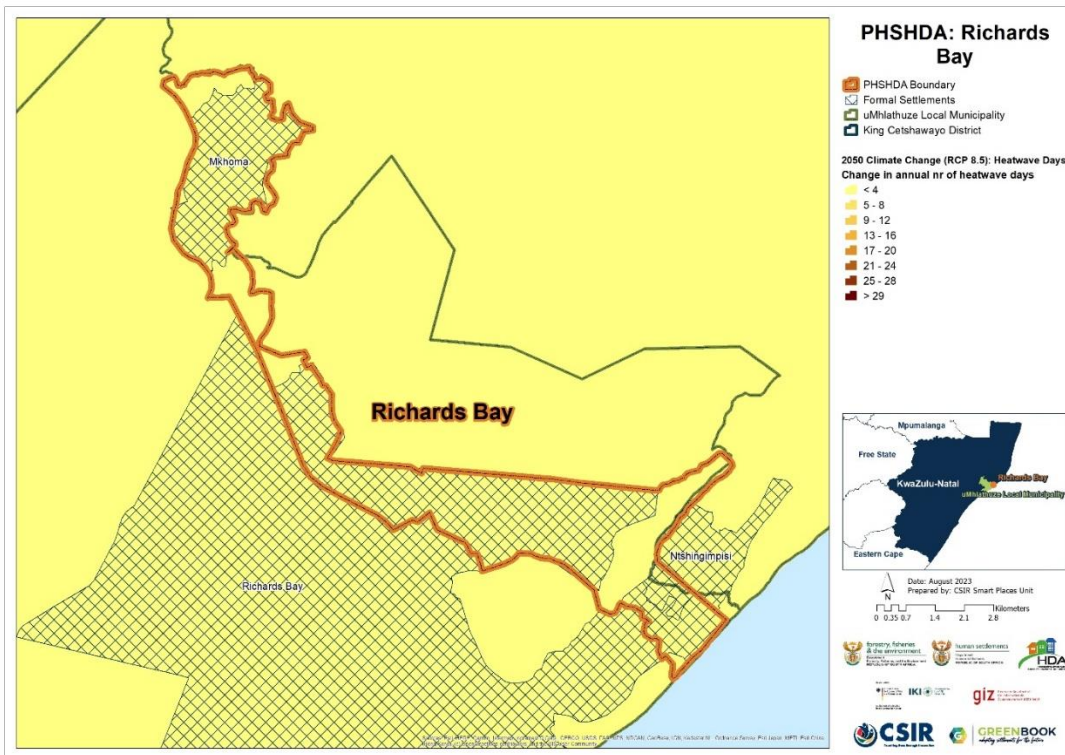 PHSHDA: Richards
Bay
PHSHDA Boundary
Formal Settlements
uMhlathuze Local Municipality
King Cetshawayo District
2050 Climate Change (RCP 8.5): Heatwave Days
Change in annual nr of heatwave days
< 4
5 - 8
9 - 12
13 - 16
17 - 20
21 - 24
25 - 28
> 29
Mkhoma
Richards Bay
Ntshingimpisi
Richards Bay
Mpumalanga
Free State
KwaZulu-Natal
Richards Bay
uMhlathuze Local Municipality
Eastern Cape
N
Date: August 2023
Prepared by: CSIR Smart Places Unit
Kilometers
0 0.35 0.7 1.4 2.1 2.8
forestry, fisheries
& the environment
human settlements
HDA
IKI
giz
CSIR
GREENBOOK